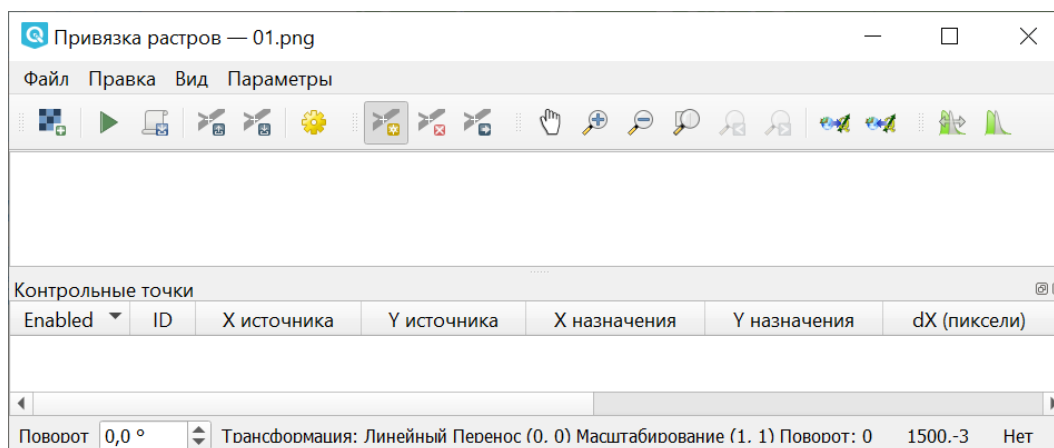 Привязка растров — 01.png
Файл Правка Вид Параметры
Контрольные точки
Enabled ID X источника Y источника X назначения Y назначения dX (пиксели)
Поворот 0,0 ° Трансформация: Линейный Перенос (0, 0) Масштабирование (1, 1) Поворот: 0 1500,-3 Нет